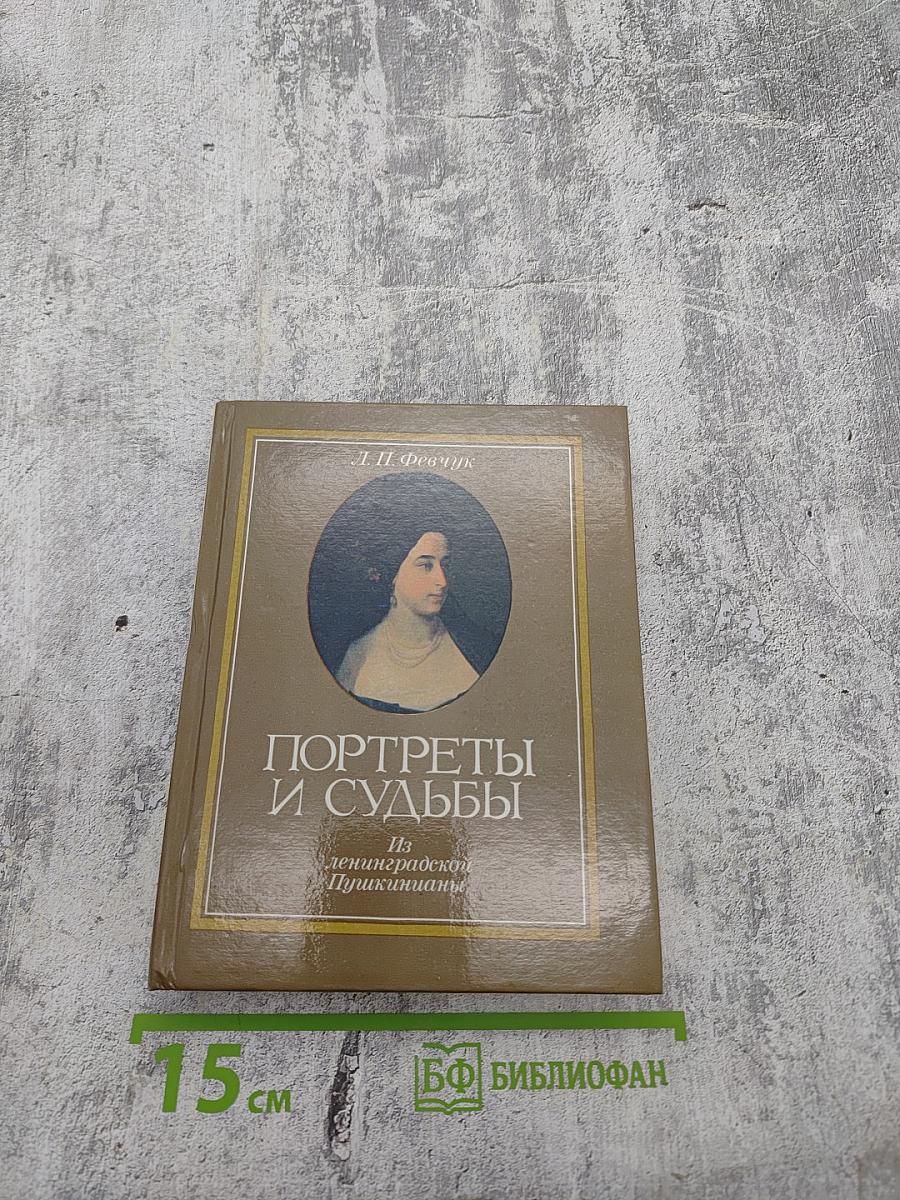 Л. П. Февчук
ПОРТРЕТЫ
И СУДЬБЫ
Из
ленинградской
Пушкинианы
15 см
БФ БИБЛИОФАН